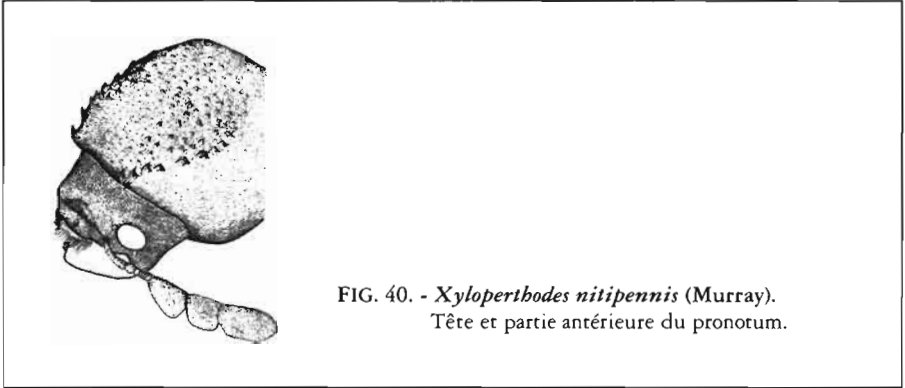 FIG. 40. - Xyloperthodes nitipennis (Murray).
Tête et partie antérieure du pronotum.